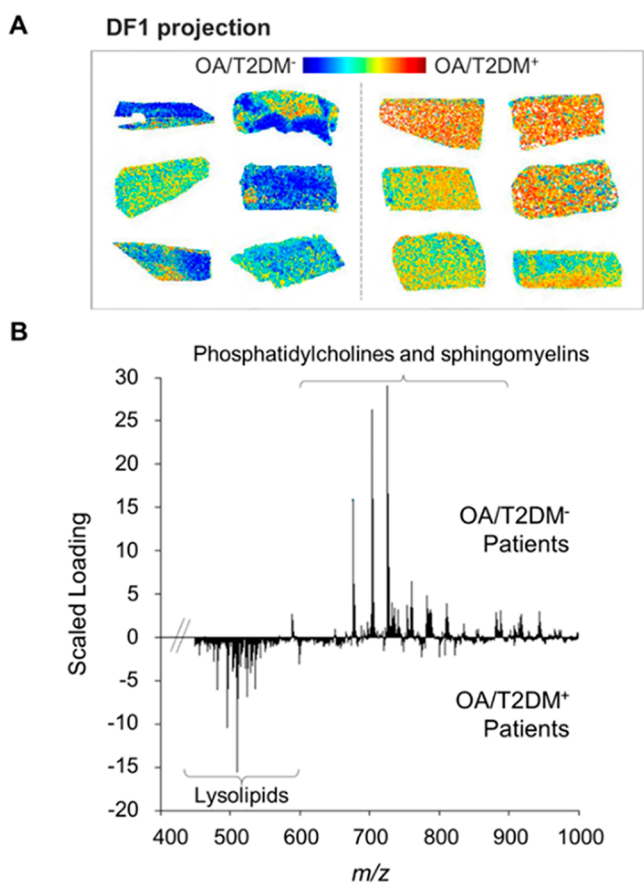 A DF1 projection
OA/T2DM⁻ OA/T2DM⁺
B
Phosphatidylcholines and sphingomyelins
30
25
20
15
10
5
0
-5
-10
-15
-20
Scaled Loading
OA/T2DM⁻
Patients
OA/T2DM⁺
Patients
Lysolipids
400 500 600 700 800 900 1000
m/z